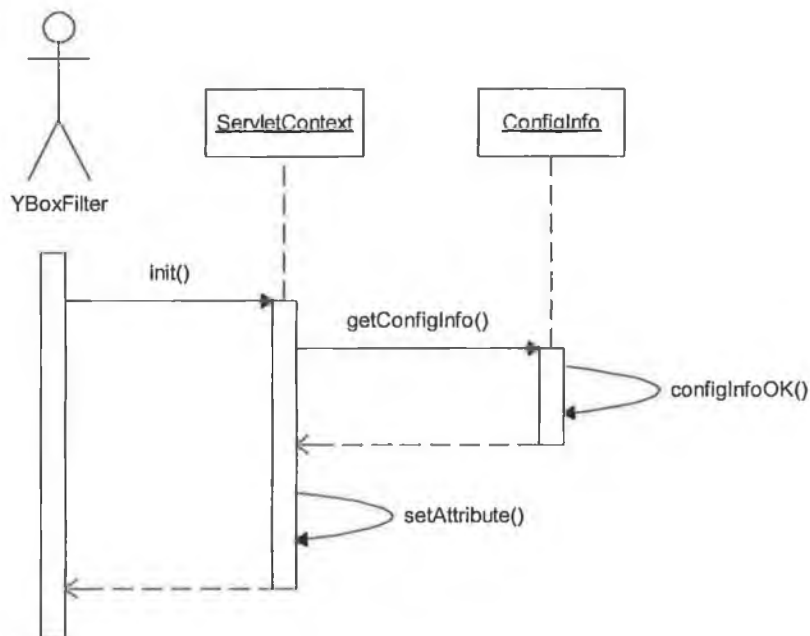 ServletContext
ConfigInfo
YBoxFilter
init()
getConfigInfo()
configInfoOK()
setAttribute()